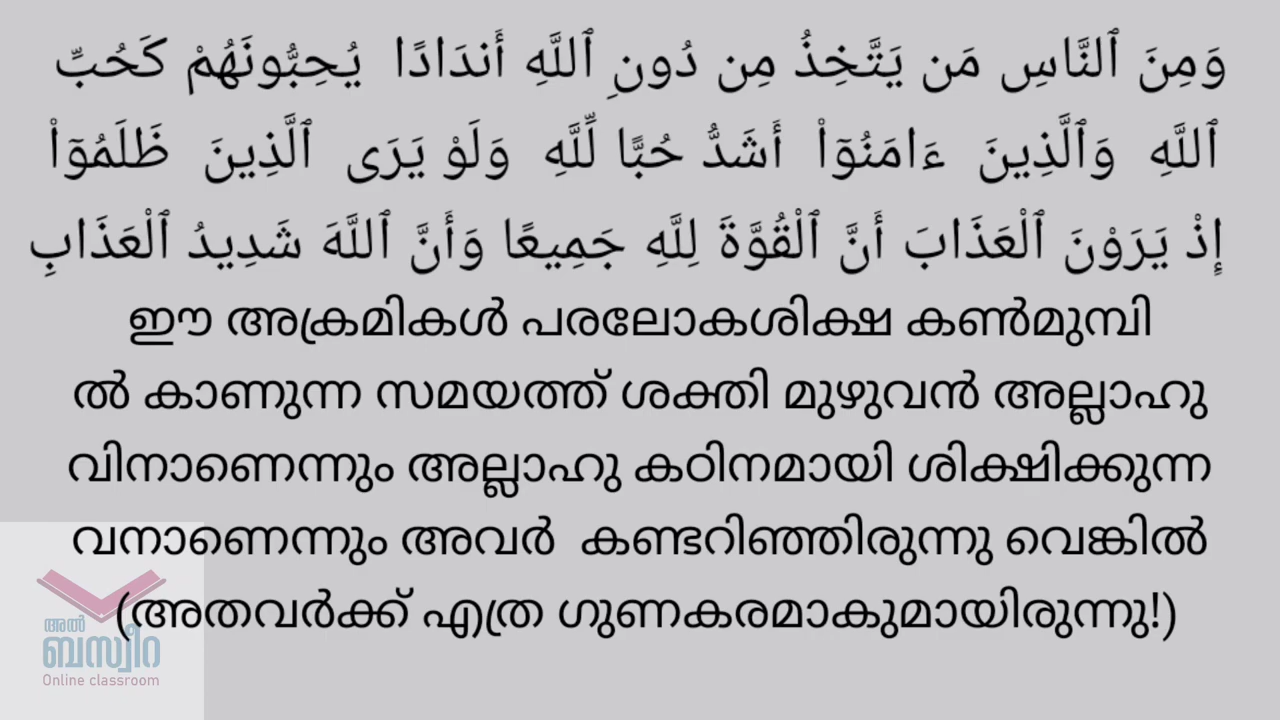 وَمِنَ ٱلنَّاسِ مَن يَتَّخِذُ مِن دُونِ ٱللَّهِ أَندَادًا يُحِبُّونَهُمْ كَحُبِّ
ٱللَّهِ وَٱلَّذِينَ ءَامَنُوٓا۟ أَشَدُّ حُبًّا لِّلَّهِ وَلَوْ يَرَى ٱلَّذِينَ ظَلَمُوٓا۟
إِذْ يَرَوْنَ ٱلْعَذَابَ أَنَّ ٱلْقُوَّةَ لِلَّهِ جَمِيعًا وَأَنَّ ٱللَّهَ شَدِيدُ ٱلْعَذَابِ
ഈ അക്രമികൾ പരലോകശിക്ഷ കൺമുമ്പി
ൽ കാണുന്ന സമയത്ത് ശക്തി മുഴുവൻ അല്ലാഹു
വിനാണെന്നും അല്ലാഹു കഠിനമായി ശിക്ഷിക്കുന്ന
വനാണെന്നും അവർ കണ്ടറിഞ്ഞിരുന്നു വെങ്കിൽ
(അതവർക്ക് എത്ര ഗുണകരമാകുമായിരുന്നു!)
അൽ
ബസ്വീറ
Online classroom